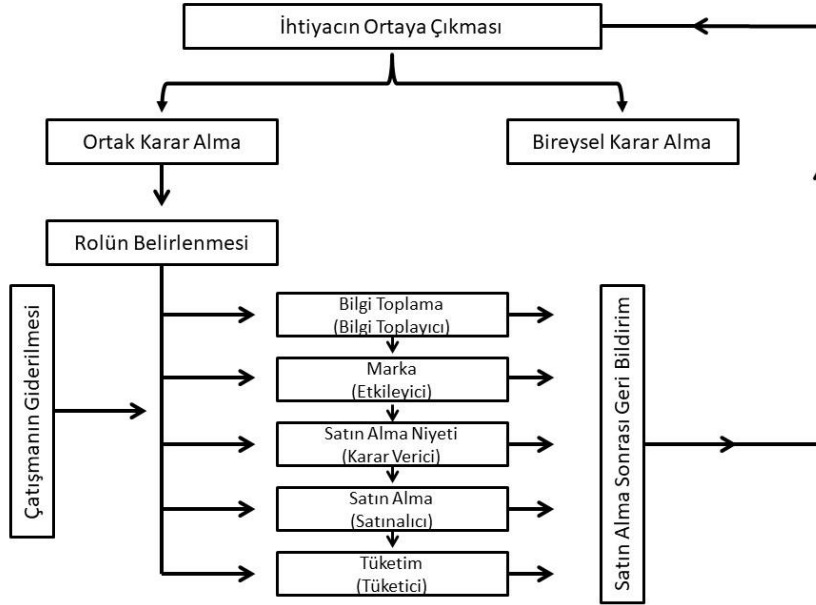 İhtiyacın Ortaya Çıkması
Ortak Karar Alma
Bireysel Karar Alma
Rolün Belirlenmesi
Çatışmanın Giderilmesi
Bilgi Toplama
(Bilgi Toplayıcı)
Marka
(Etkileyici)
Satın Alma Niyeti
(Karar Verici)
Satın Alma
(Satınalıcı)
Tüketim
(Tüketici)
Satın Alma Sonrası Geri Bildirim